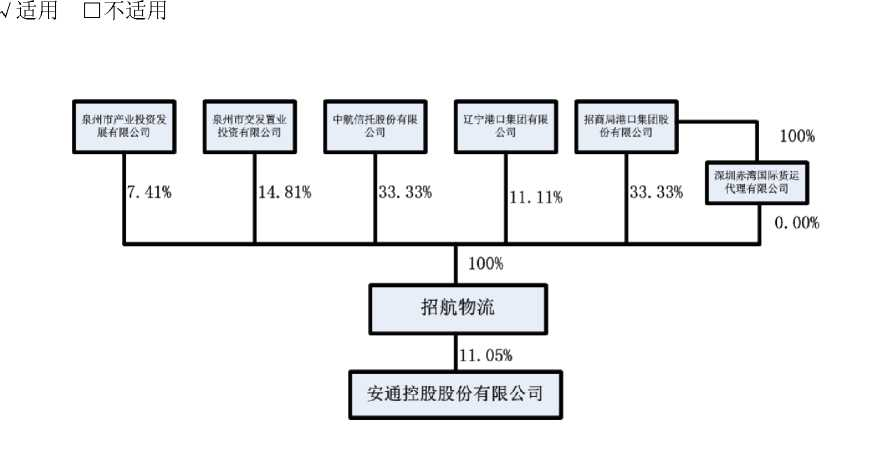 √适用 □不适用
泉州市产业投资发
展有限公司
泉州市交发置业
投资有限公司
中航信托股份有限
公司
辽宁港口集团有限
公司
招商局港口集团股
份有限公司
100%
深圳赤湾国际货运
代理有限公司
7.41%
14.81%
33.33%
11.11%
33.33%
0.00%
100%
招航物流
11.05%
安通控股股份有限公司